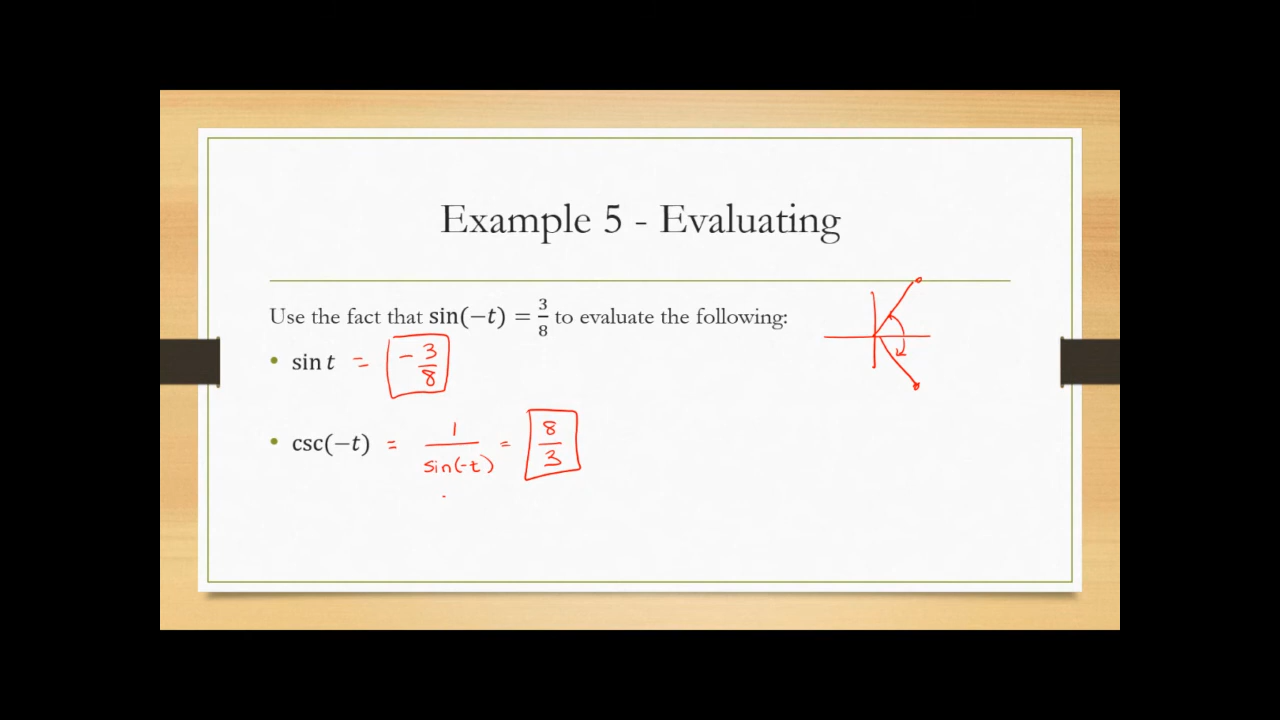 Example 5 - Evaluating
Use the fact that sin(−t) = 3/8 to evaluate the following:
• sin t = -3/8
• csc(−t) = 1/sin(-t) = 8/3